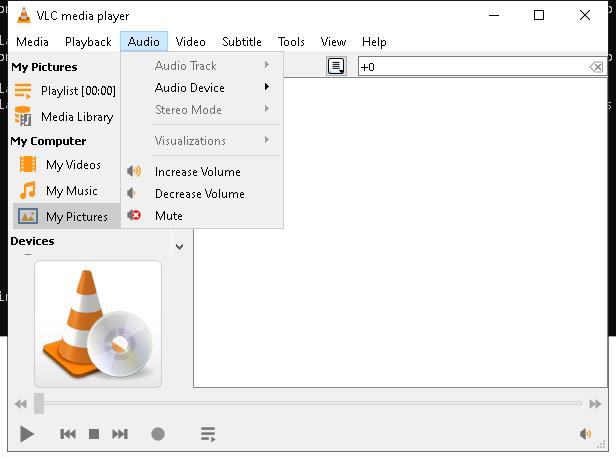 VLC media player
Media Playback Audio Video Subtitle Tools View Help
My Pictures
Playlist [00:00]
Media Library
My Computer
My Videos
My Music
My Pictures
Devices
Audio Track
Audio Device
Stereo Mode
Visualizations
Increase Volume
Decrease Volume
Mute
+0